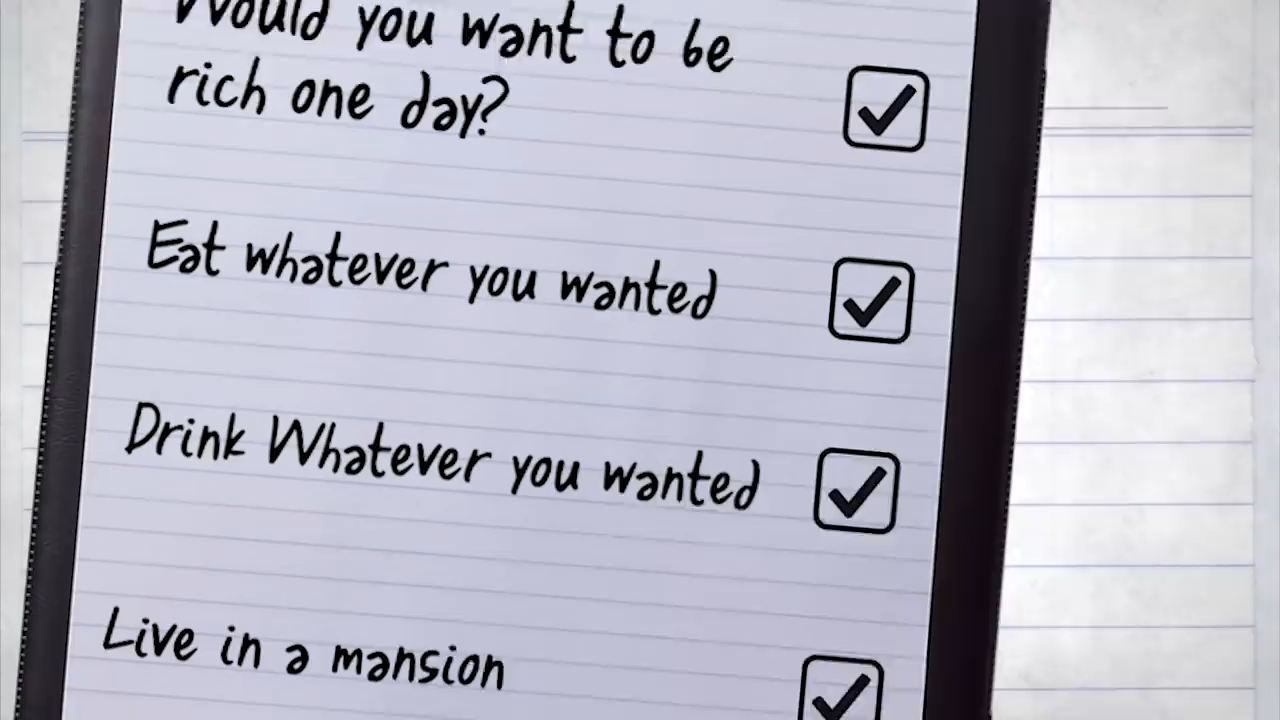 Would you want to be
rich one day?
Eat whatever you wanted
Drink Whatever you wanted
Live in a mansion